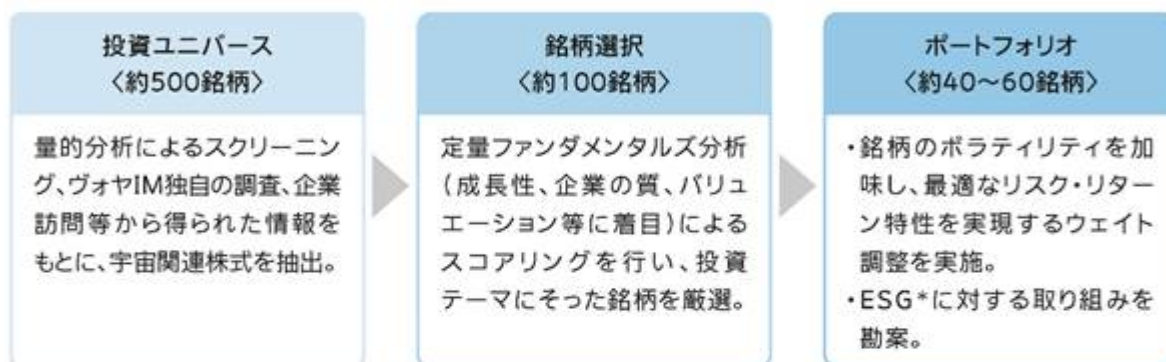 投資ユニバース
〈約500銘柄〉
量的分析によるスクリーニン
グ、ヴォヤIM独自の調査、企業
訪問等から得られた情報を
もとに、宇宙関連株式を抽出。
銘柄選択
〈約100銘柄〉
定量ファンダメンタルズ分析
(成長性、企業の質、バリュ
エーション等に着目)による
スコアリングを行い、投資
テーマにそった銘柄を厳選。
ポートフォリオ
〈約40～60銘柄〉
・銘柄のボラティリティを加
味し、最適なリスク・リター
ン特性を実現するウェイト
調整を実施。
・ESG*に対する取り組みを
勘案。